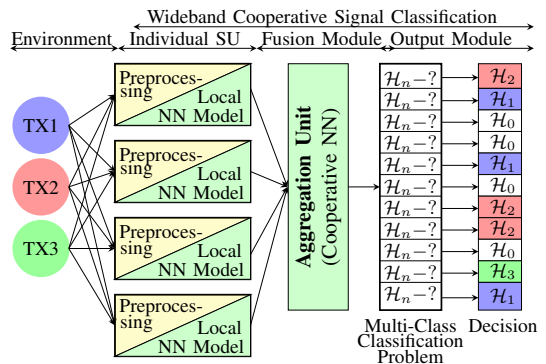 Wideband Cooperative Signal Classification
Environment Individual SU Fusion Module Output Module
TX1
TX2
TX3
Preproces-
sing
Local
NN Model
Preproces-
sing
Local
NN Model
Preproces-
sing
Local
NN Model
Preproces-
sing
Local
NN Model
Aggregation Unit
(Cooperative NN)
ℋₙ−? ℋ₂
ℋₙ−? ℋ₁
ℋₙ−? ℋ₀
ℋₙ−? ℋ₀
ℋₙ−? ℋ₁
ℋₙ−? ℋ₀
ℋₙ−? ℋ₂
ℋₙ−? ℋ₂
ℋₙ−? ℋ₀
ℋₙ−? ℋ₃
ℋₙ−? ℋ₁
Multi-Class
Classification
Problem
Decision